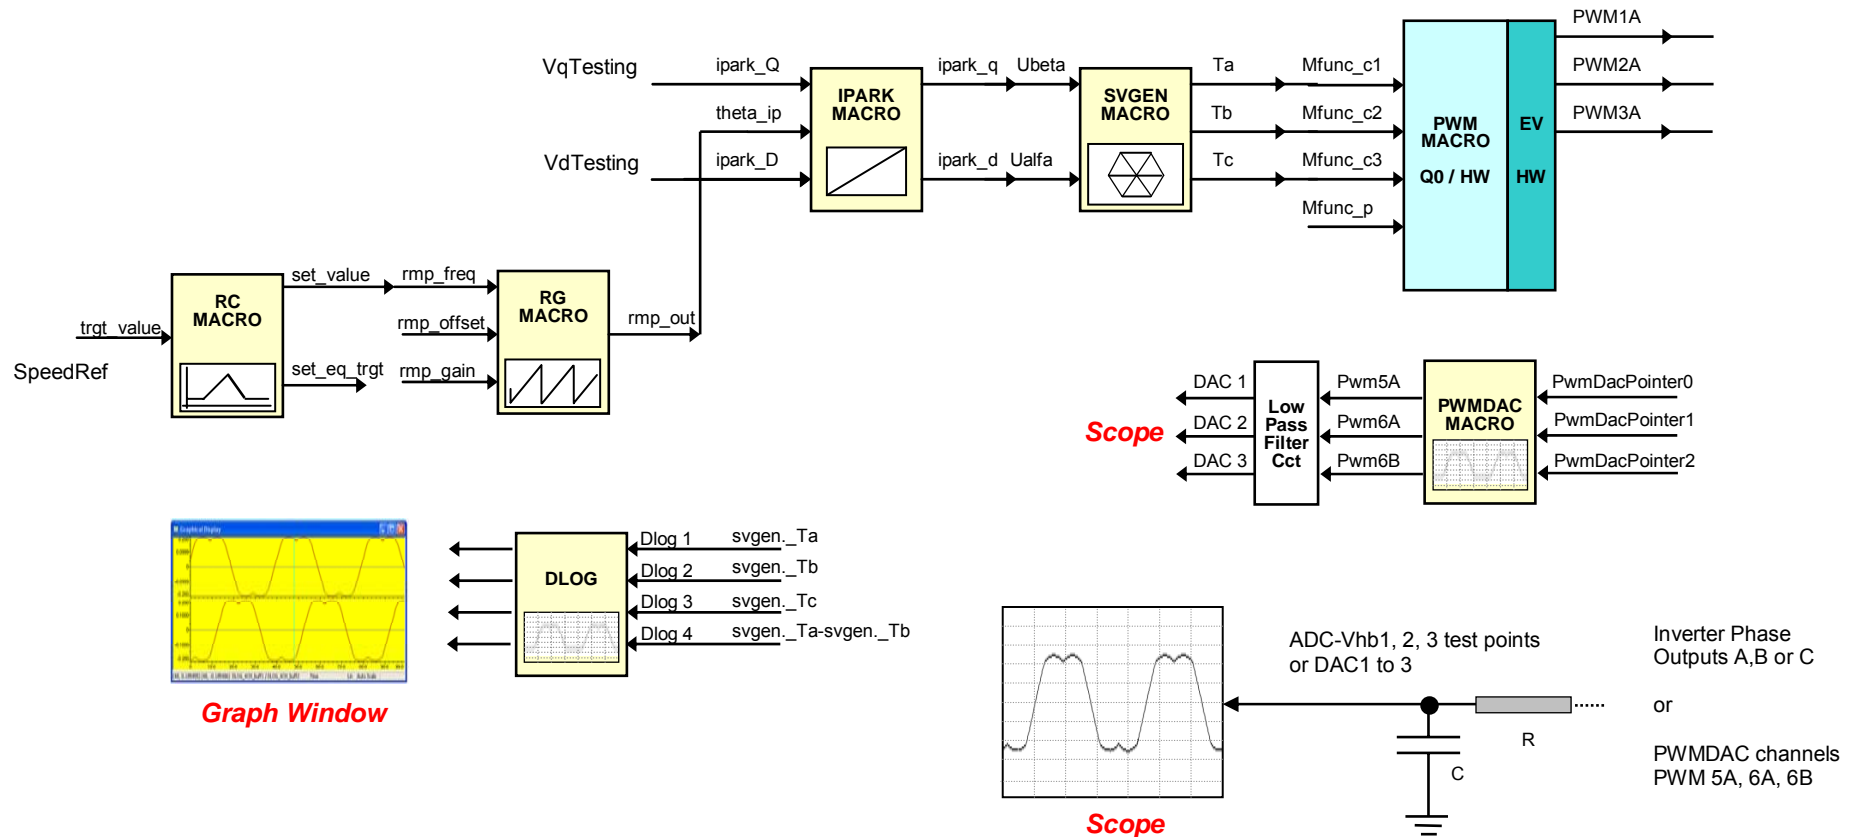 PWM1A
VqTesting
ipark_Q
ipark_q
Ubeta
Ta
Mfunc_c1
PWM2A
IPARK
MACRO
SVGEN
MACRO
theta_ip
Tb
Mfunc_c2
PWM3A
PWM
MACRO
Q0 / HW
EV
HW
VdTesting
ipark_D
ipark_d
Ualfa
Tc
Mfunc_c3
Mfunc_p
set_value
rmp_freq
RC
MACRO
RG
MACRO
trgt_value
rmp_offset
rmp_out
SpeedRef
set_eq_trgt
rmp_gain
DAC 1
Pwm5A
PwmDacPointer0
Scope
DAC 2
Low
Pass
Filter
Cct
Pwm6A
PWMDAC
MACRO
PwmDacPointer1
DAC 3
Pwm6B
PwmDacPointer2
Graphical Display
Graph Window
DLOG
Dlog 1
svgen._Ta
Dlog 2
svgen._Tb
Dlog 3
svgen._Tc
Dlog 4
svgen._Ta-svgen._Tb
ADC-Vhb1, 2, 3 test points
or DAC1 to 3
Inverter Phase
Outputs A,B or C
or
PWMDAC channels
PWM 5A, 6A, 6B
R
C
Scope